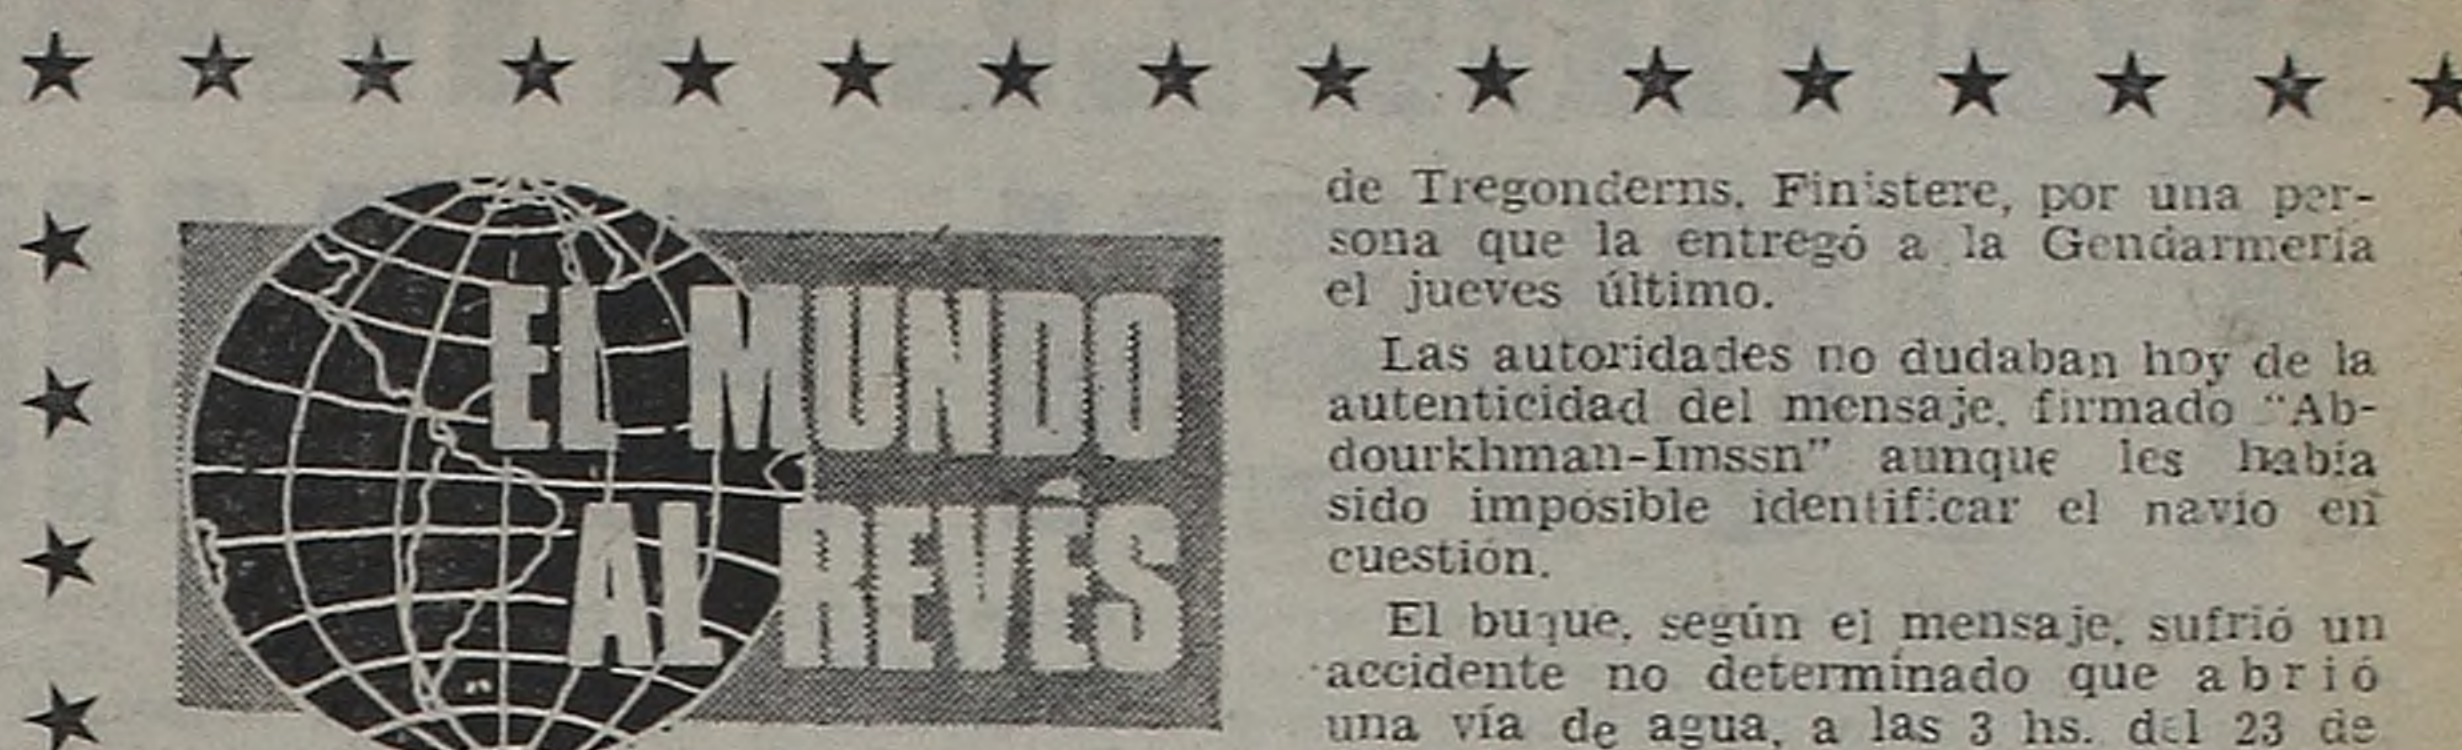 EL MUNDO
AL REVÉS
de Tregonderns, Finistere, por una per-
sona que la entregó a la Gendarmería
el jueves último.
Las autoridades no dudaban hoy de la
autenticidad del mensaje, firmado "Ab-
dourkhman-Imssn" aunque les había
sido imposible identificar el navío en
cuestión.
El buque, según el mensaje, sufrió un
accidente no determinado que abrió
una vía de agua, a las 3 hs. del 23 de